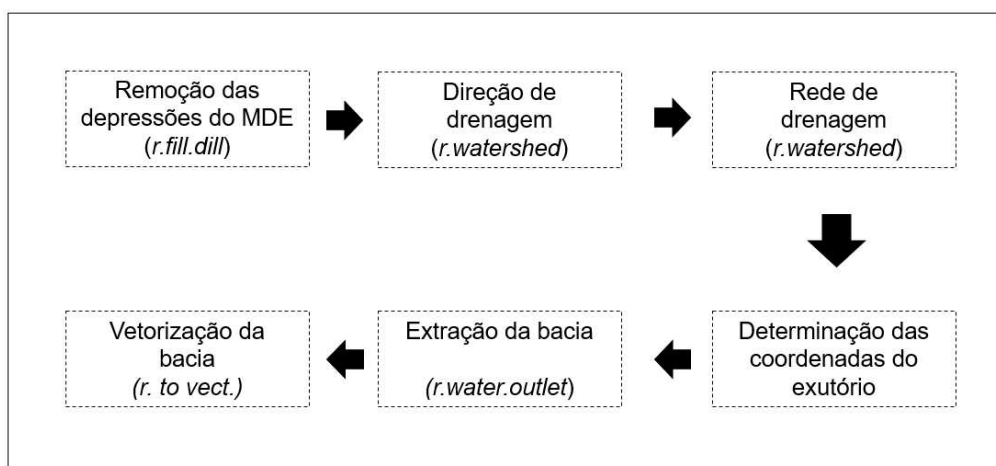 Remoção das
depressões do MDE
(r.fill.dill)
Direção de
drenagem
(r.watershed)
Rede de
drenagem
(r.watershed)
Determinação das
coordenadas do
exutório
Extração da bacia
(r.water.outlet)
Vetorização da
bacia
(r. to vect.)